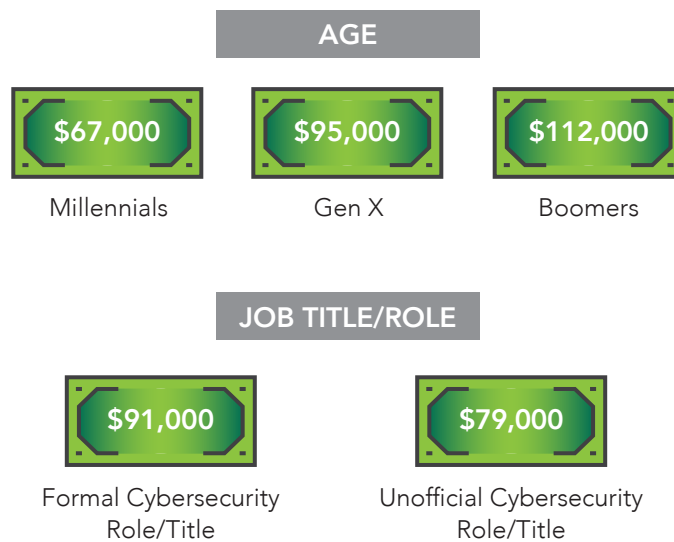 AGE
$67,000
$95,000
$112,000
Millennials
Gen X
Boomers
JOB TITLE/ROLE
$91,000
$79,000
Formal Cybersecurity
Role/Title
Unofficial Cybersecurity
Role/Title